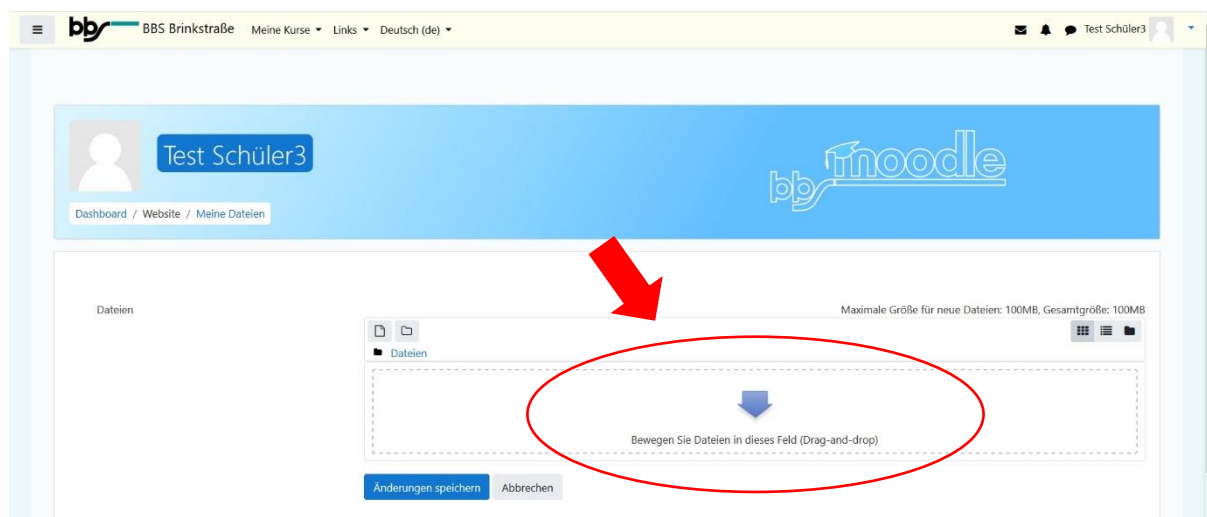 bbs BBS Brinkstraße Meine Kurse Links Deutsch (de) Test Schüler3
Test Schüler3
bbs moodle
Dashboard / Website / Meine Dateien
Dateien
Maximale Größe für neue Dateien: 100MB, Gesamtgröße: 100MB
Dateien
Bewegen Sie Dateien in dieses Feld (Drag-and-drop)
Änderungen speichern Abbrechen